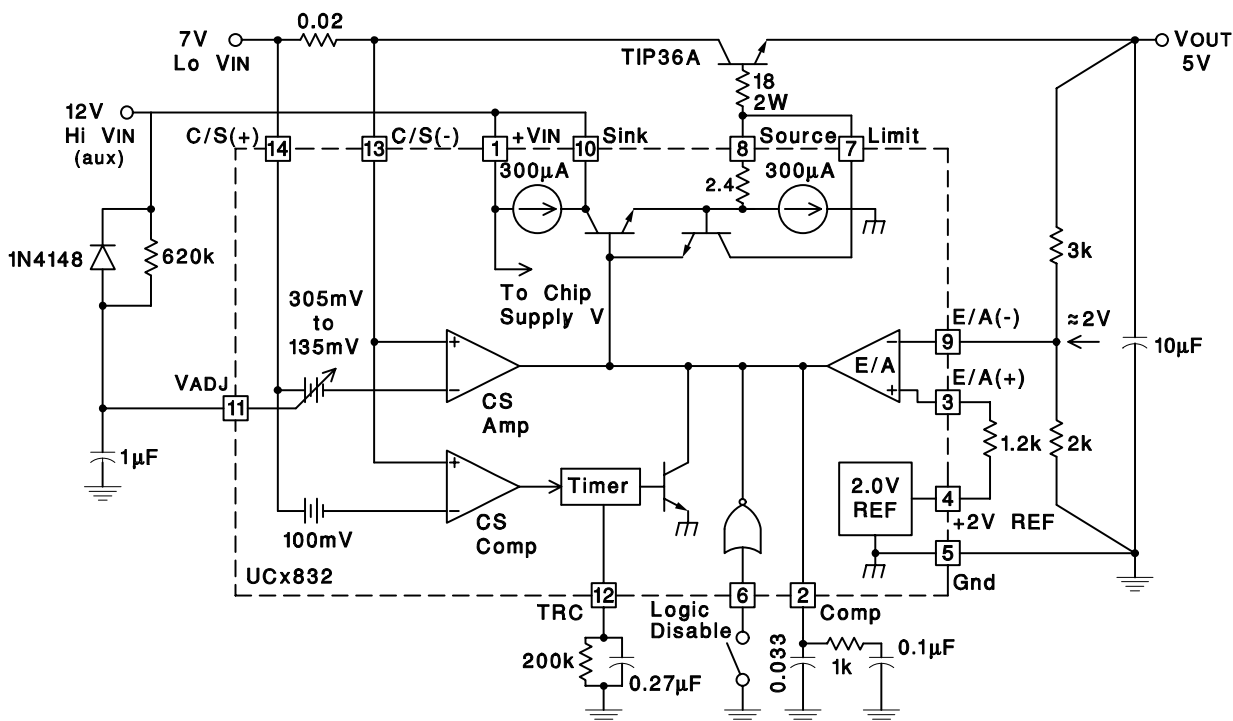 0.02
7V
Lo VIN
TIP36A
VOUT
5V
18
2W
12V
Hi VIN
(aux)
C/S(+)
C/S(-)
+VIN
Sink
Source
Limit
14
13
1
10
8
7
300µA
2.4
300µA
1N4148
620k
3k
To Chip
Supply V
305mV
to
135mV
E/A(-)
≈2V
9
+
−
E/A
10µF
VADJ
−
+
E/A(+)
11
CS
Amp
3
1.2k
2k
1µF
+
Timer
2.0V
REF
4
−
100mV
CS
Comp
+2V REF
5
UCx832
Gnd
12
6
2
TRC
Logic
Disable
Comp
200k
0.27µF
0.033
1k
0.1µF